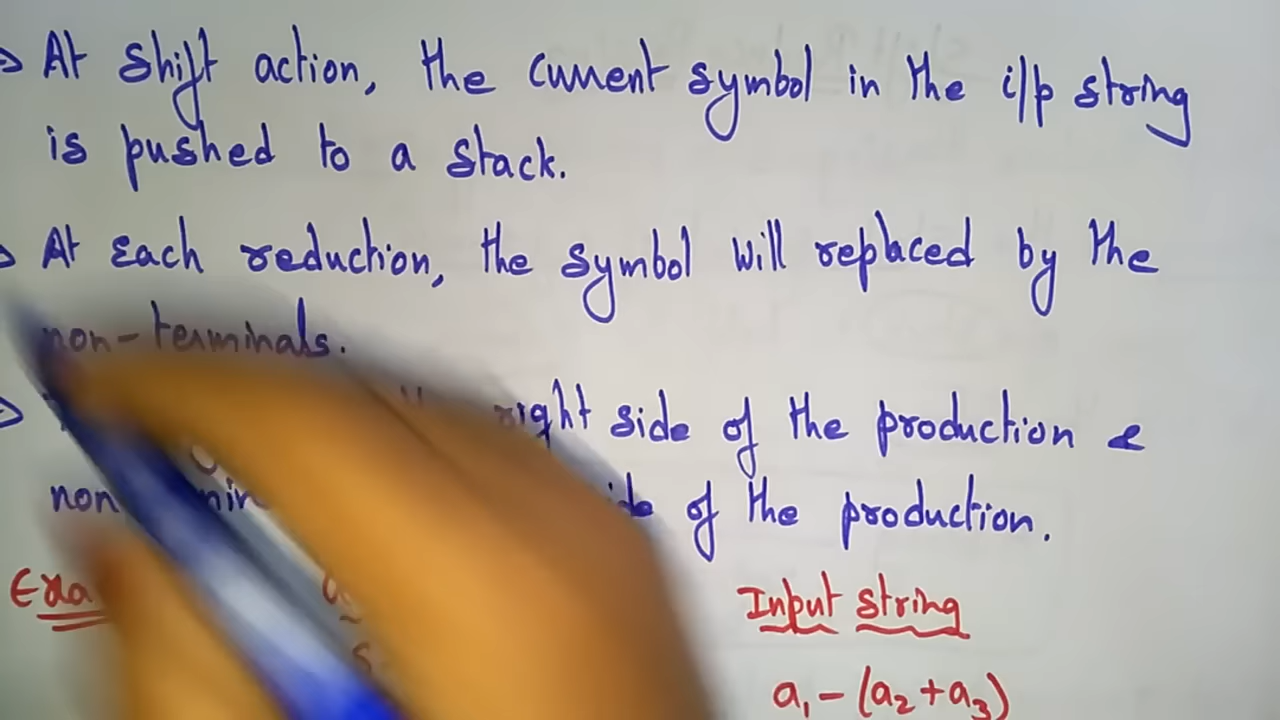 At Shift action, the current symbol in the i/p string
is pushed to a stack.
At each reduction, the symbol will replaced by the
non-terminals.
right side of the production &
non of the production.
Input string
a₁ - (a₂ + a₃)